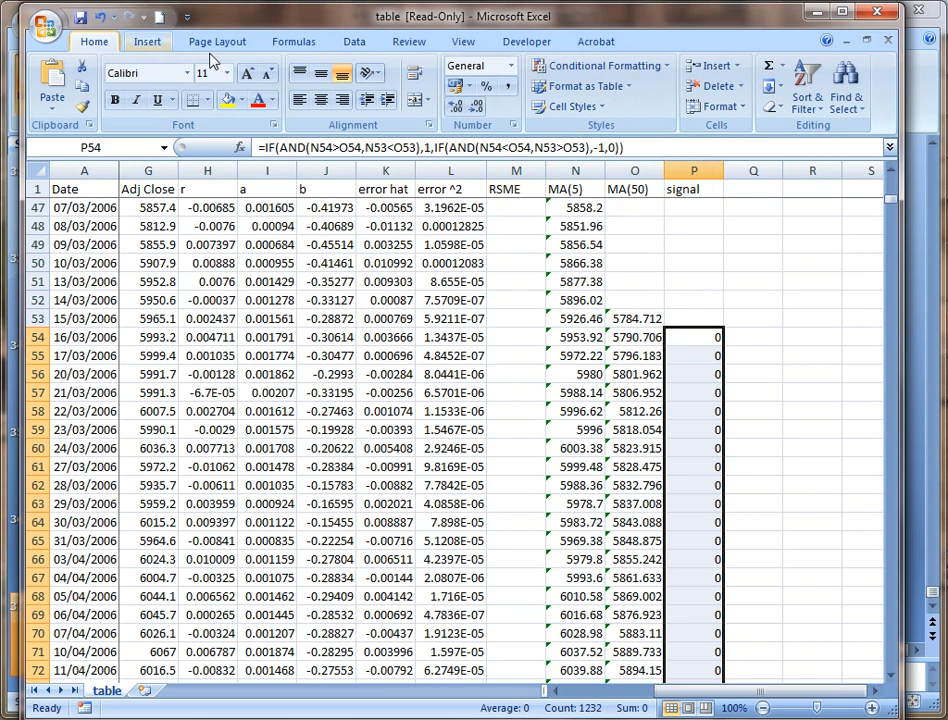 table [Read-Only] - Microsoft Excel
Home Insert Page Layout Formulas Data Review View Developer Acrobat
Calibri 11 General Conditional Formatting Insert Σ
Paste B I U A % , Format as Table Delete Sort & Filter Find & Select
Cell Styles Format
Clipboard Font Alignment Number Styles Cells Editing
P54 fx =IF(AND(N54>O54,N53<O53),1,IF(AND(N54<O54,N53>O53),-1,0))
A G H I J K L M N O P Q R S
1 Date Adj Close r a b error hat error ^2 RSME MA(5) MA(50) signal
47 07/03/2006 5857.4 -0.00685 0.001605 -0.41973 -0.00565 3.1962E-05 5858.2
48 08/03/2006 5812.9 -0.0076 0.00094 -0.40689 -0.01132 0.00012825 5851.96
49 09/03/2006 5855.9 0.007397 0.000684 -0.45514 0.003255 1.0598E-05 5856.54
50 10/03/2006 5907.9 0.00888 0.000955 -0.41461 0.010992 0.00012083 5866.38
51 13/03/2006 5952.8 0.0076 0.001429 -0.35277 0.009303 8.655E-05 5877.38
52 14/03/2006 5950.6 -0.00037 0.001278 -0.33127 0.00087 7.5709E-07 5896.02
53 15/03/2006 5965.1 0.002437 0.001561 -0.28872 0.000769 5.9211E-07 5926.46 5784.712
54 16/03/2006 5993.2 0.004711 0.001791 -0.30614 0.003666 1.3437E-05 5953.92 5790.706 0
55 17/03/2006 5999.4 0.001035 0.001774 -0.30477 0.000696 4.8452E-07 5972.22 5796.183 0
56 20/03/2006 5991.7 -0.00128 0.001862 -0.2993 -0.00284 8.0441E-06 5980 5801.962 0
57 21/03/2006 5991.3 -6.7E-05 0.00207 -0.33195 -0.00256 6.5701E-06 5988.14 5806.952 0
58 22/03/2006 6007.5 0.002704 0.001612 -0.27463 0.001074 1.1533E-06 5996.62 5812.26 0
59 23/03/2006 5990.1 -0.0029 0.001508 -0.19928 -0.00393 1.5467E-05 5996 5818.054 0
60 24/03/2006 6036.3 0.007713 0.001708 -0.20622 0.005408 2.9246E-05 6003.38 5823.915 0
61 27/03/2006 5972.2 -0.01062 0.001478 -0.28384 -0.00991 9.8169E-05 5999.48 5828.475 0
62 28/03/2006 5935.7 -0.00611 0.001035 -0.15783 -0.00882 7.7842E-05 5988.36 5832.796 0
63 29/03/2006 5959.2 0.003959 0.000924 -0.16595 0.002021 4.0858E-06 5978.7 5837.008 0
64 30/03/2006 6015.2 0.009397 0.001122 -0.15455 0.008887 7.898E-05 5983.72 5843.088 0
65 31/03/2006 5964.6 -0.00841 0.000835 -0.22254 -0.00716 5.1208E-05 5969.38 5848.875 0
66 03/04/2006 6024.3 0.010009 0.001159 -0.27804 0.006511 4.2397E-05 5979.8 5855.242 0
67 04/04/2006 6004.7 -0.00325 0.001058 -0.28834 -0.00144 2.0807E-06 5993.6 5861.633 0
68 05/04/2006 6044.1 0.006562 0.001462 -0.29409 0.004142 1.716E-05 6010.58 5869.002 0
69 06/04/2006 6045.7 0.000265 0.001445 -0.28532 0.000692 4.7836E-07 6016.68 5876.923 0
70 07/04/2006 6026.1 -0.00324 0.001207 -0.28827 -0.00437 1.9123E-05 6028.98 5883.11 0
71 10/04/2006 6067 0.006787 0.001874 -0.28295 0.003996 1.597E-05 6037.52 5889.733 0
72 11/04/2006 6016.5 -0.00832 0.001468 -0.27553 -0.00792 6.2749E-05 6039.88 5894.15 0
table
Ready Average: 0 Count: 1232 Sum: 0 100%